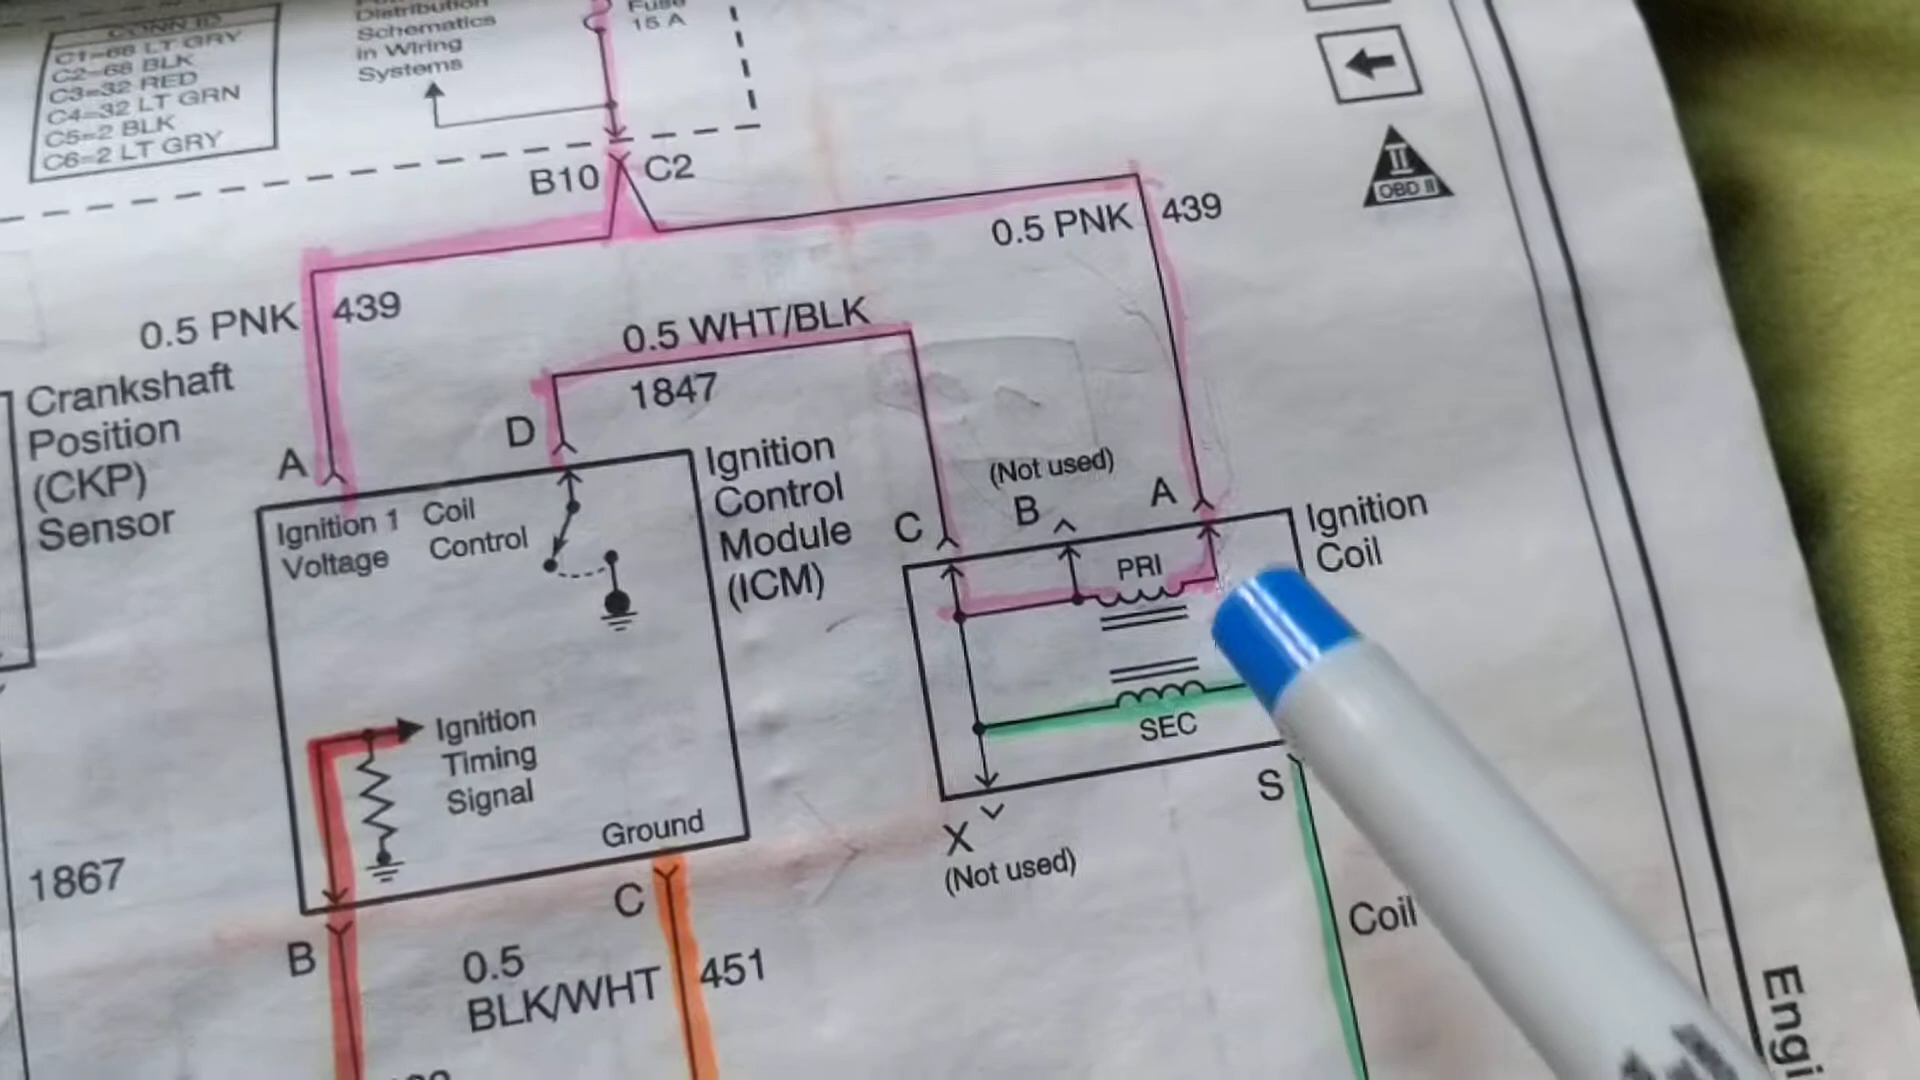 CONN ID
C1=68 LT GRY
C2=68 BLK
C3=32 RED
C4=32 LT GRN
C5=2 BLK
C6=2 LT GRY
Distribution
Schematics
in Wiring
Systems
Fuse
15 A
II
OBD II
B10
C2
0.5 PNK
439
0.5 PNK
439
0.5 WHT/BLK
1847
Crankshaft
Position
(CKP)
Sensor
A
D
Ignition 1
Voltage
Coil
Control
Ignition
Control
Module
(ICM)
(Not used)
C
B
A
PRI
Ignition
Coil
SEC
Ignition
Timing
Signal
Ground
S
X
(Not used)
1867
B
C
0.5
BLK/WHT
451
Coil
Engi